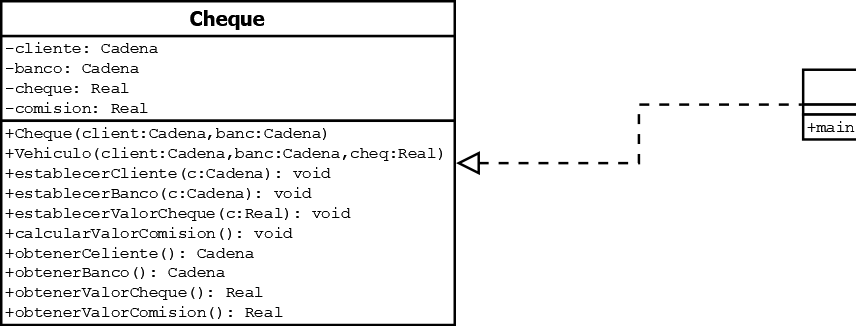 Cheque
-cliente: Cadena
-banco: Cadena
-cheque: Real
-comision: Real
+Cheque(client:Cadena,banc:Cadena)
+Vehiculo(client:Cadena,banc:Cadena,cheq:Real)
+establecerCliente(c:Cadena): void
+establecerBanco(c:Cadena): void
+establecerValorCheque(c:Real): void
+calcularValorComision(): void
+obtenerCeliente(): Cadena
+obtenerBanco(): Cadena
+obtenerValorCheque(): Real
+obtenerValorComision(): Real
+main